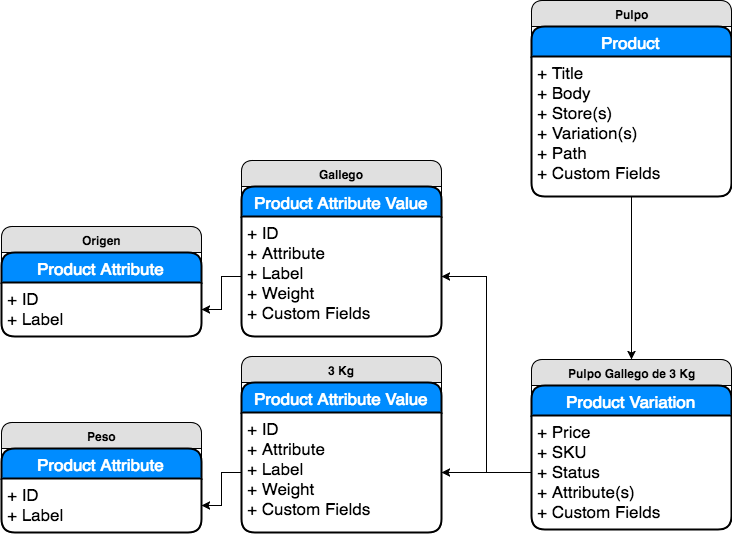 Pulpo
Product
+ Title
+ Body
+ Store(s)
+ Variation(s)
+ Path
+ Custom Fields
Gallego
Product Attribute Value
+ ID
+ Attribute
+ Label
+ Weight
+ Custom Fields
Origen
Product Attribute
+ ID
+ Label
3 Kg
Product Attribute Value
+ ID
+ Attribute
+ Label
+ Weight
+ Custom Fields
Pulpo Gallego de 3 Kg
Product Variation
+ Price
+ SKU
+ Status
+ Attribute(s)
+ Custom Fields
Peso
Product Attribute
+ ID
+ Label